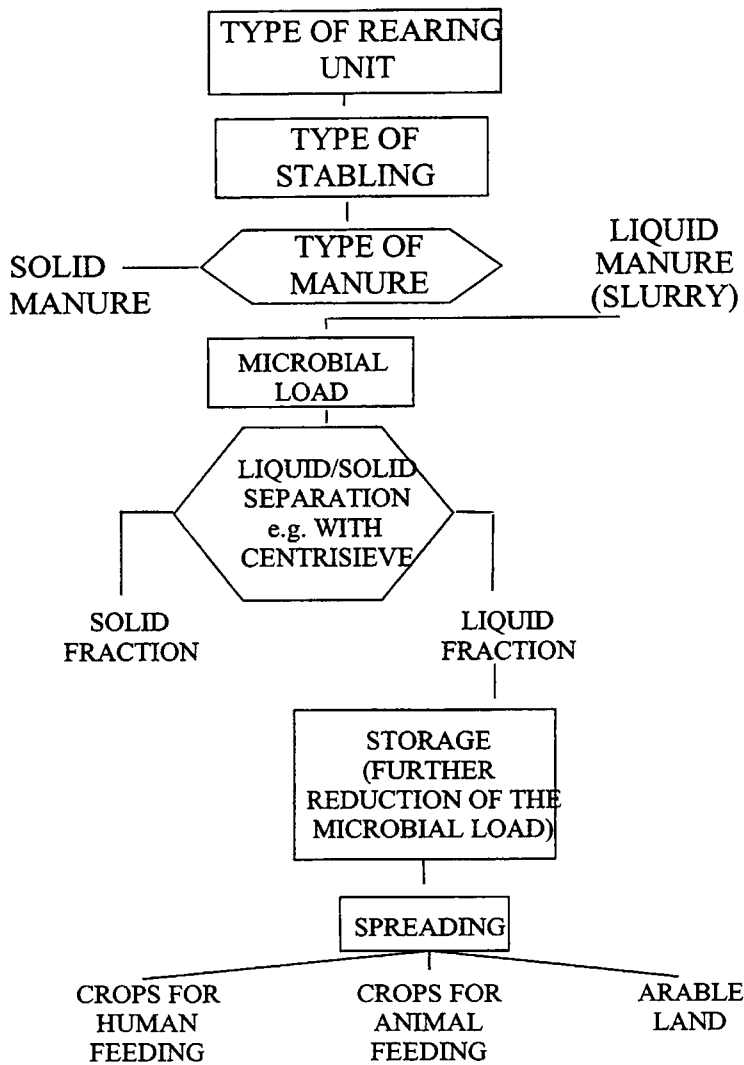 TYPE OF REARING
UNIT
TYPE OF
STABLING
TYPE OF
MANURE
SOLID
MANURE
LIQUID
MANURE
(SLURRY)
MICROBIAL
LOAD
LIQUID/SOLID
SEPARATION
e.g. WITH
CENTRISIEVE
SOLID
FRACTION
LIQUID
FRACTION
STORAGE
(FURTHER
REDUCTION OF THE
MICROBIAL LOAD)
SPREADING
CROPS FOR
HUMAN
FEEDING
CROPS FOR
ANIMAL
FEEDING
ARABLE
LAND